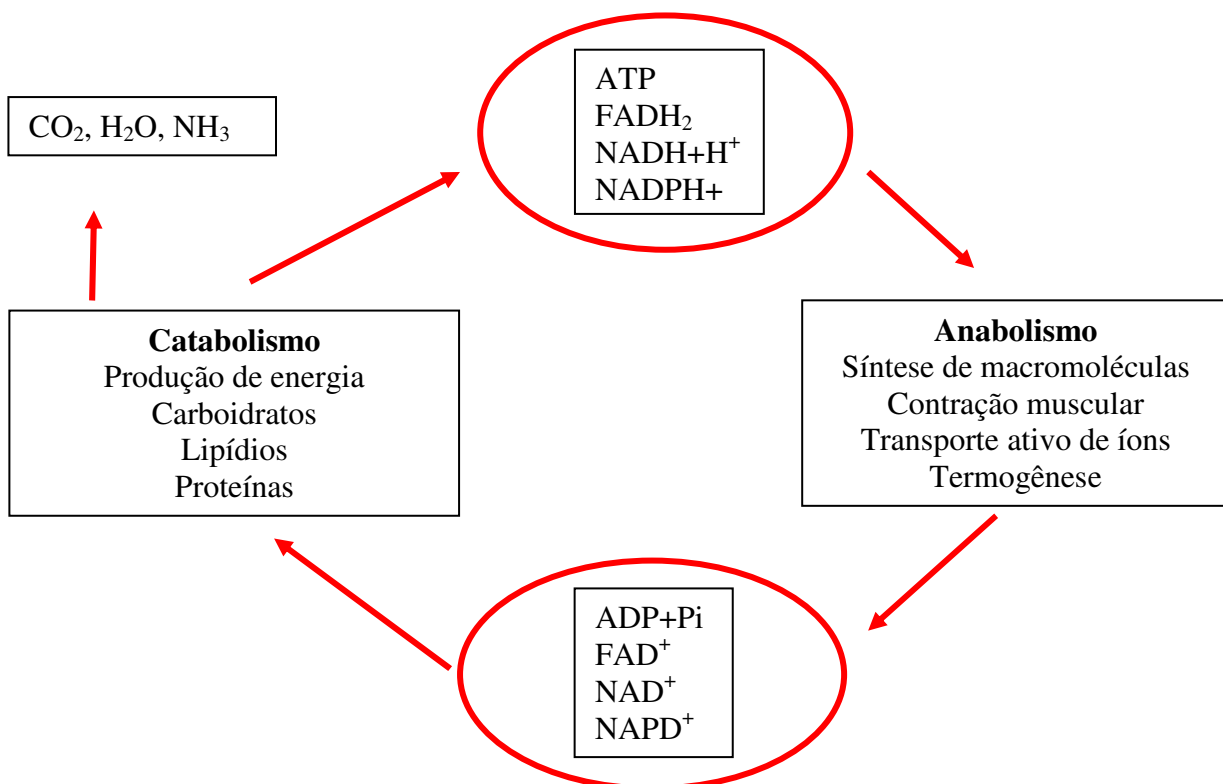 CO₂, H₂O, NH₃
ATP
FADH₂
NADH+H⁺
NADPH+
Catabolismo
Produção de energia
Carboidratos
Lipídios
Proteínas
Anabolismo
Síntese de macromoléculas
Contração muscular
Transporte ativo de íons
Termogênese
ADP+Pi
FAD⁺
NAD⁺
NAPD⁺